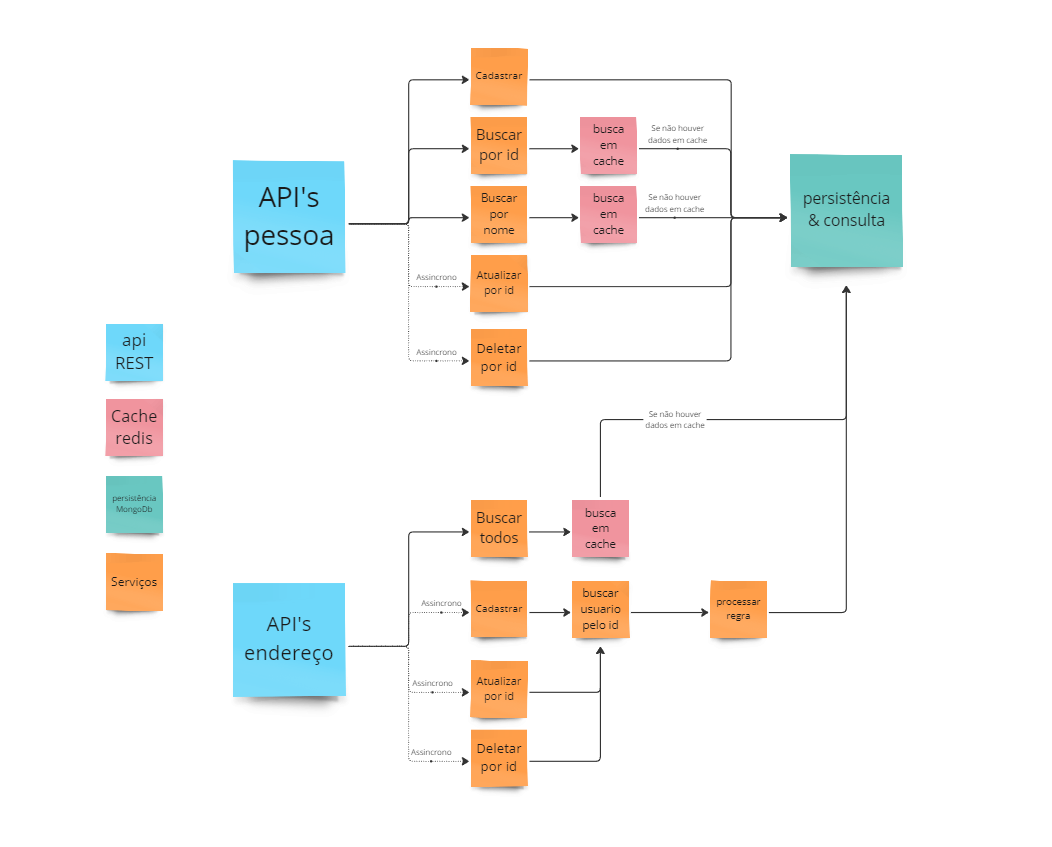 Cadastrar
Buscar
por id
busca
em
cache
Se não houver
dados em cache
API's
pessoa
Buscar
por
nome
busca
em
cache
Se não houver
dados em cache
persistência
& consulta
Assincrono
Atualizar
por id
Assincrono
Deletar
por id
api
REST
Cache
redis
persistência
MongoDb
Serviços
Se não houver
dados em cache
Buscar
todos
busca
em
cache
API's
endereço
Assincrono
Cadastrar
buscar
usuario
pelo id
processar
regra
Assincrono
Atualizar
por id
Assincrono
Deletar
por id